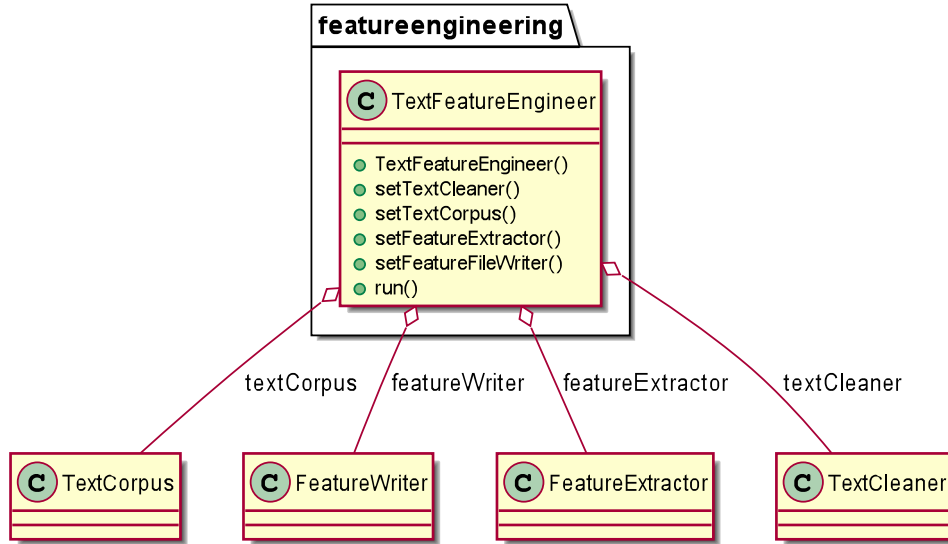 featureengineering
C TextFeatureEngineer
TextFeatureEngineer()
setTextCleaner()
setTextCorpus()
setFeatureExtractor()
setFeatureFileWriter()
run()
textCorpus
featureWriter
featureExtractor
textCleaner
C TextCorpus
C FeatureWriter
C FeatureExtractor
C TextCleaner